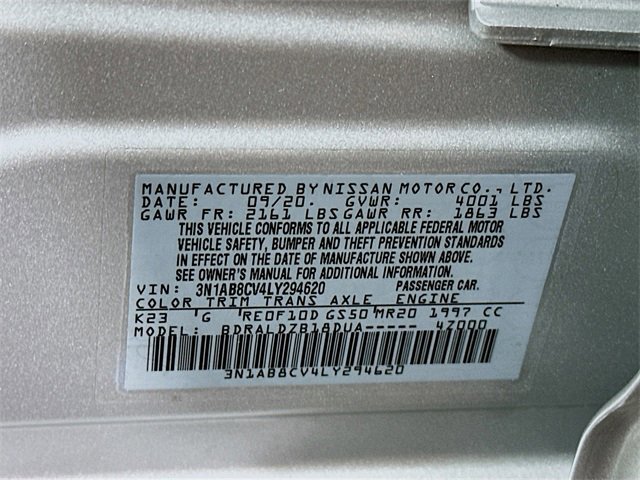 MANUFACTURED BY NISSAN MOTOR CO., LTD.
DATE: 09/20. GVWR: 4001 LBS
GAWR FR: 2161 LBS GAWR RR: 1863 LBS
THIS VEHICLE CONFORMS TO ALL APPLICABLE FEDERAL MOTOR
VEHICLE SAFETY, BUMPER AND THEFT PREVENTION STANDARDS
IN EFFECT ON THE DATE OF MANUFACTURE SHOWN ABOVE.
SEE OWNER'S MANUAL FOR ADDITIONAL INFORMATION.
VIN: 3N1AB8CV4LY294620 PASSENGER CAR.
COLOR TRIM TRANS AXLE ENGINE
K23 G RE0F10D GS50 MR20 1997 CC
MODEL: BDRALDZB18DUA----- 4Z000
3N1AB8CV4LY294620